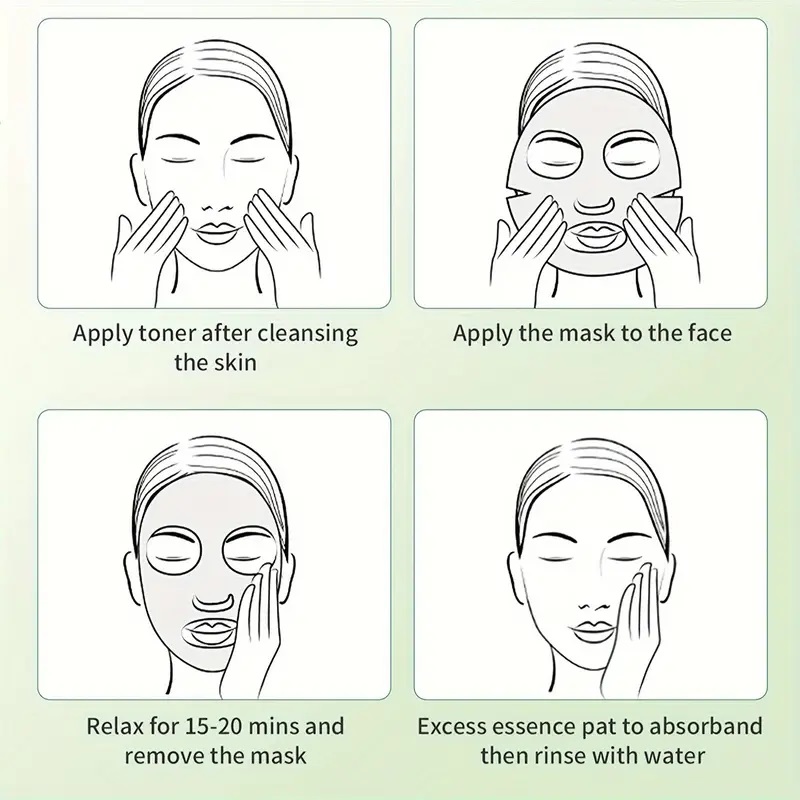 Apply toner after cleansing
the skin
Apply the mask to the face
Relax for 15-20 mins and
remove the mask
Excess essence pat to absorband
then rinse with water